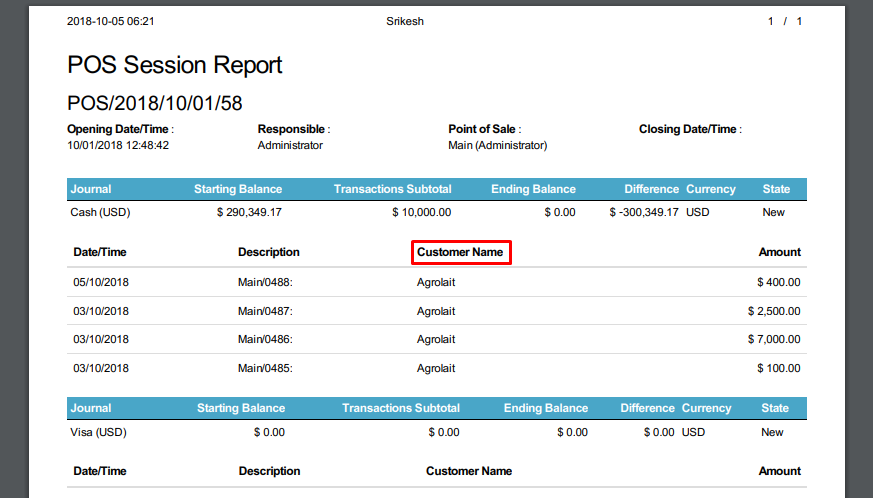 2018-10-05 06:21 Srikesh 1 / 1
POS Session Report
POS/2018/10/01/58
Opening Date/Time : Responsible : Point of Sale : Closing Date/Time :
10/01/2018 12:48:42 Administrator Main (Administrator)
Journal Starting Balance Transactions Subtotal Ending Balance Difference Currency State
Cash (USD) $ 290,349.17 $ 10,000.00 $ 0.00 $ -300,349.17 USD New
Date/Time Description Customer Name Amount
05/10/2018 Main/0488: Agrolait $ 400.00
03/10/2018 Main/0487: Agrolait $ 2,500.00
03/10/2018 Main/0486: Agrolait $ 7,000.00
03/10/2018 Main/0485: Agrolait $ 100.00
Journal Starting Balance Transactions Subtotal Ending Balance Difference Currency State
Visa (USD) $ 0.00 $ 0.00 $ 0.00 $ 0.00 USD New
Date/Time Description Customer Name Amount